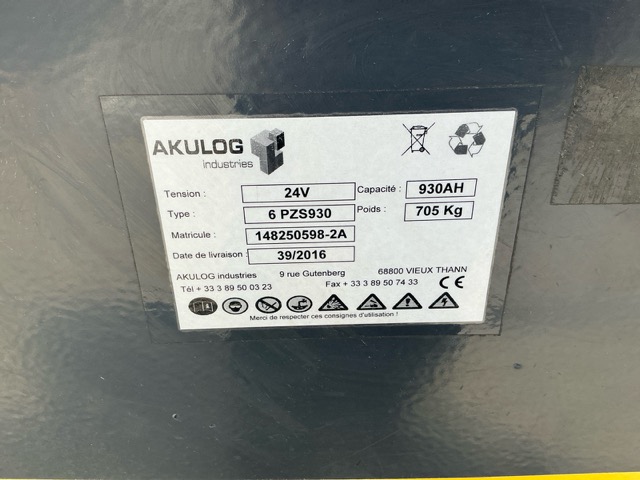 AKULOG
industries
Tension : 24V Capacité : 930AH
Type : 6 PZS930 Poids : 705 Kg
Matricule : 148250598-2A
Date de livraison : 39/2016
AKULOG industries 9 rue Gutenberg 68800 VIEUX THANN
Tél + 33 3 89 50 03 23 Fax + 33 3 89 50 74 33 CE
Merci de respecter ces consignes d'utilisation !